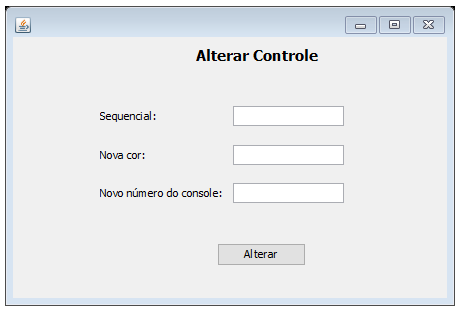 Alterar Controle
Sequencial:
Nova cor:
Novo número do console:
Alterar